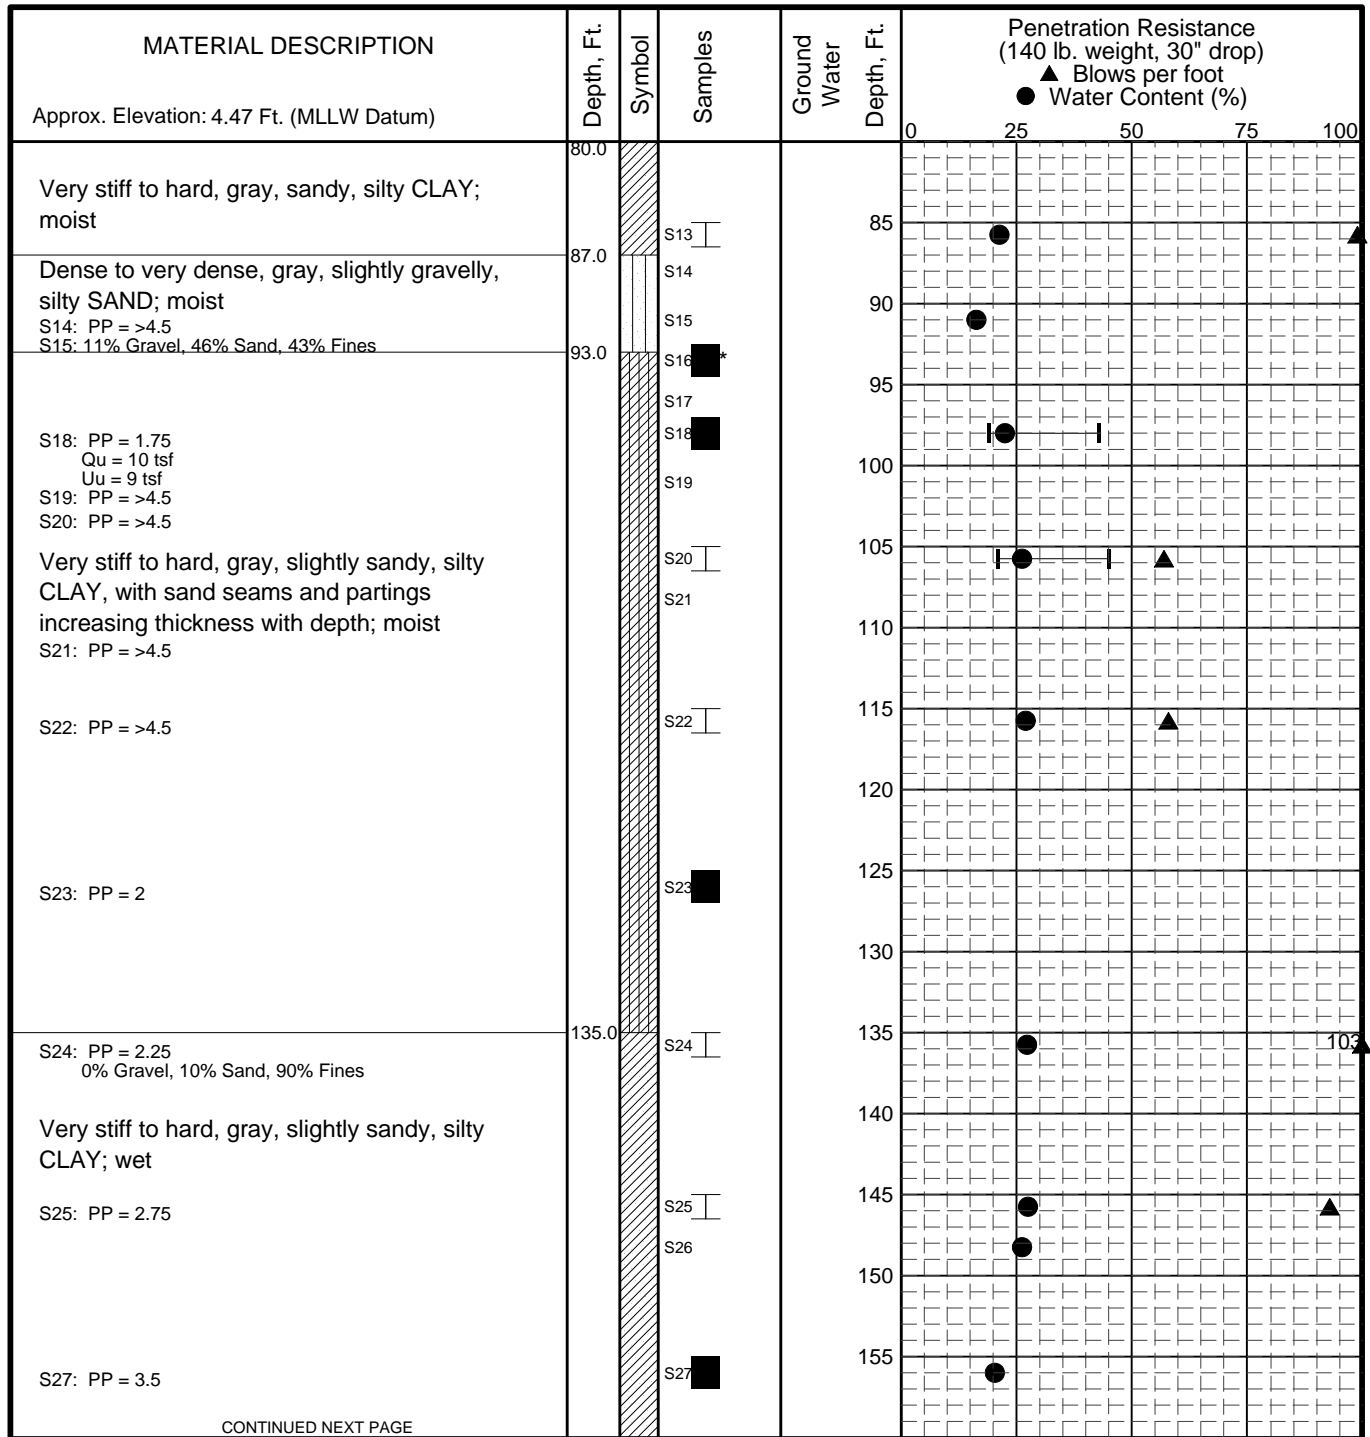 MATERIAL DESCRIPTION
Approx. Elevation: 4.47 Ft. (MLLW Datum)
Depth, Ft.
Symbol
Samples
Ground
Water
Depth, Ft.
Penetration Resistance
(140 lb. weight, 30" drop)
▲ Blows per foot
● Water Content (%)
0 25 50 75 100
80.0
Very stiff to hard, gray, sandy, silty CLAY;
moist
S13
85
87.0
Dense to very dense, gray, slightly gravelly,
silty SAND; moist
S14: PP = >4.5
S15: 11% Gravel, 46% Sand, 43% Fines
S14
S15
90
93.0
S16 *
95
S17
S18
S18: PP = 1.75
Qu = 10 tsf
Uu = 9 tsf
S19: PP = >4.5
S20: PP = >4.5
100
S19
Very stiff to hard, gray, slightly sandy, silty
CLAY, with sand seams and partings
increasing thickness with depth; moist
S21: PP = >4.5
105
S20
S21
110
S22: PP = >4.5
S22
115
120
125
S23: PP = 2
S23
130
135.0
135
103
S24: PP = 2.25
0% Gravel, 10% Sand, 90% Fines
S24
Very stiff to hard, gray, slightly sandy, silty
CLAY; wet
140
145
S25: PP = 2.75
S25
S26
150
155
S27: PP = 3.5
S27
CONTINUED NEXT PAGE